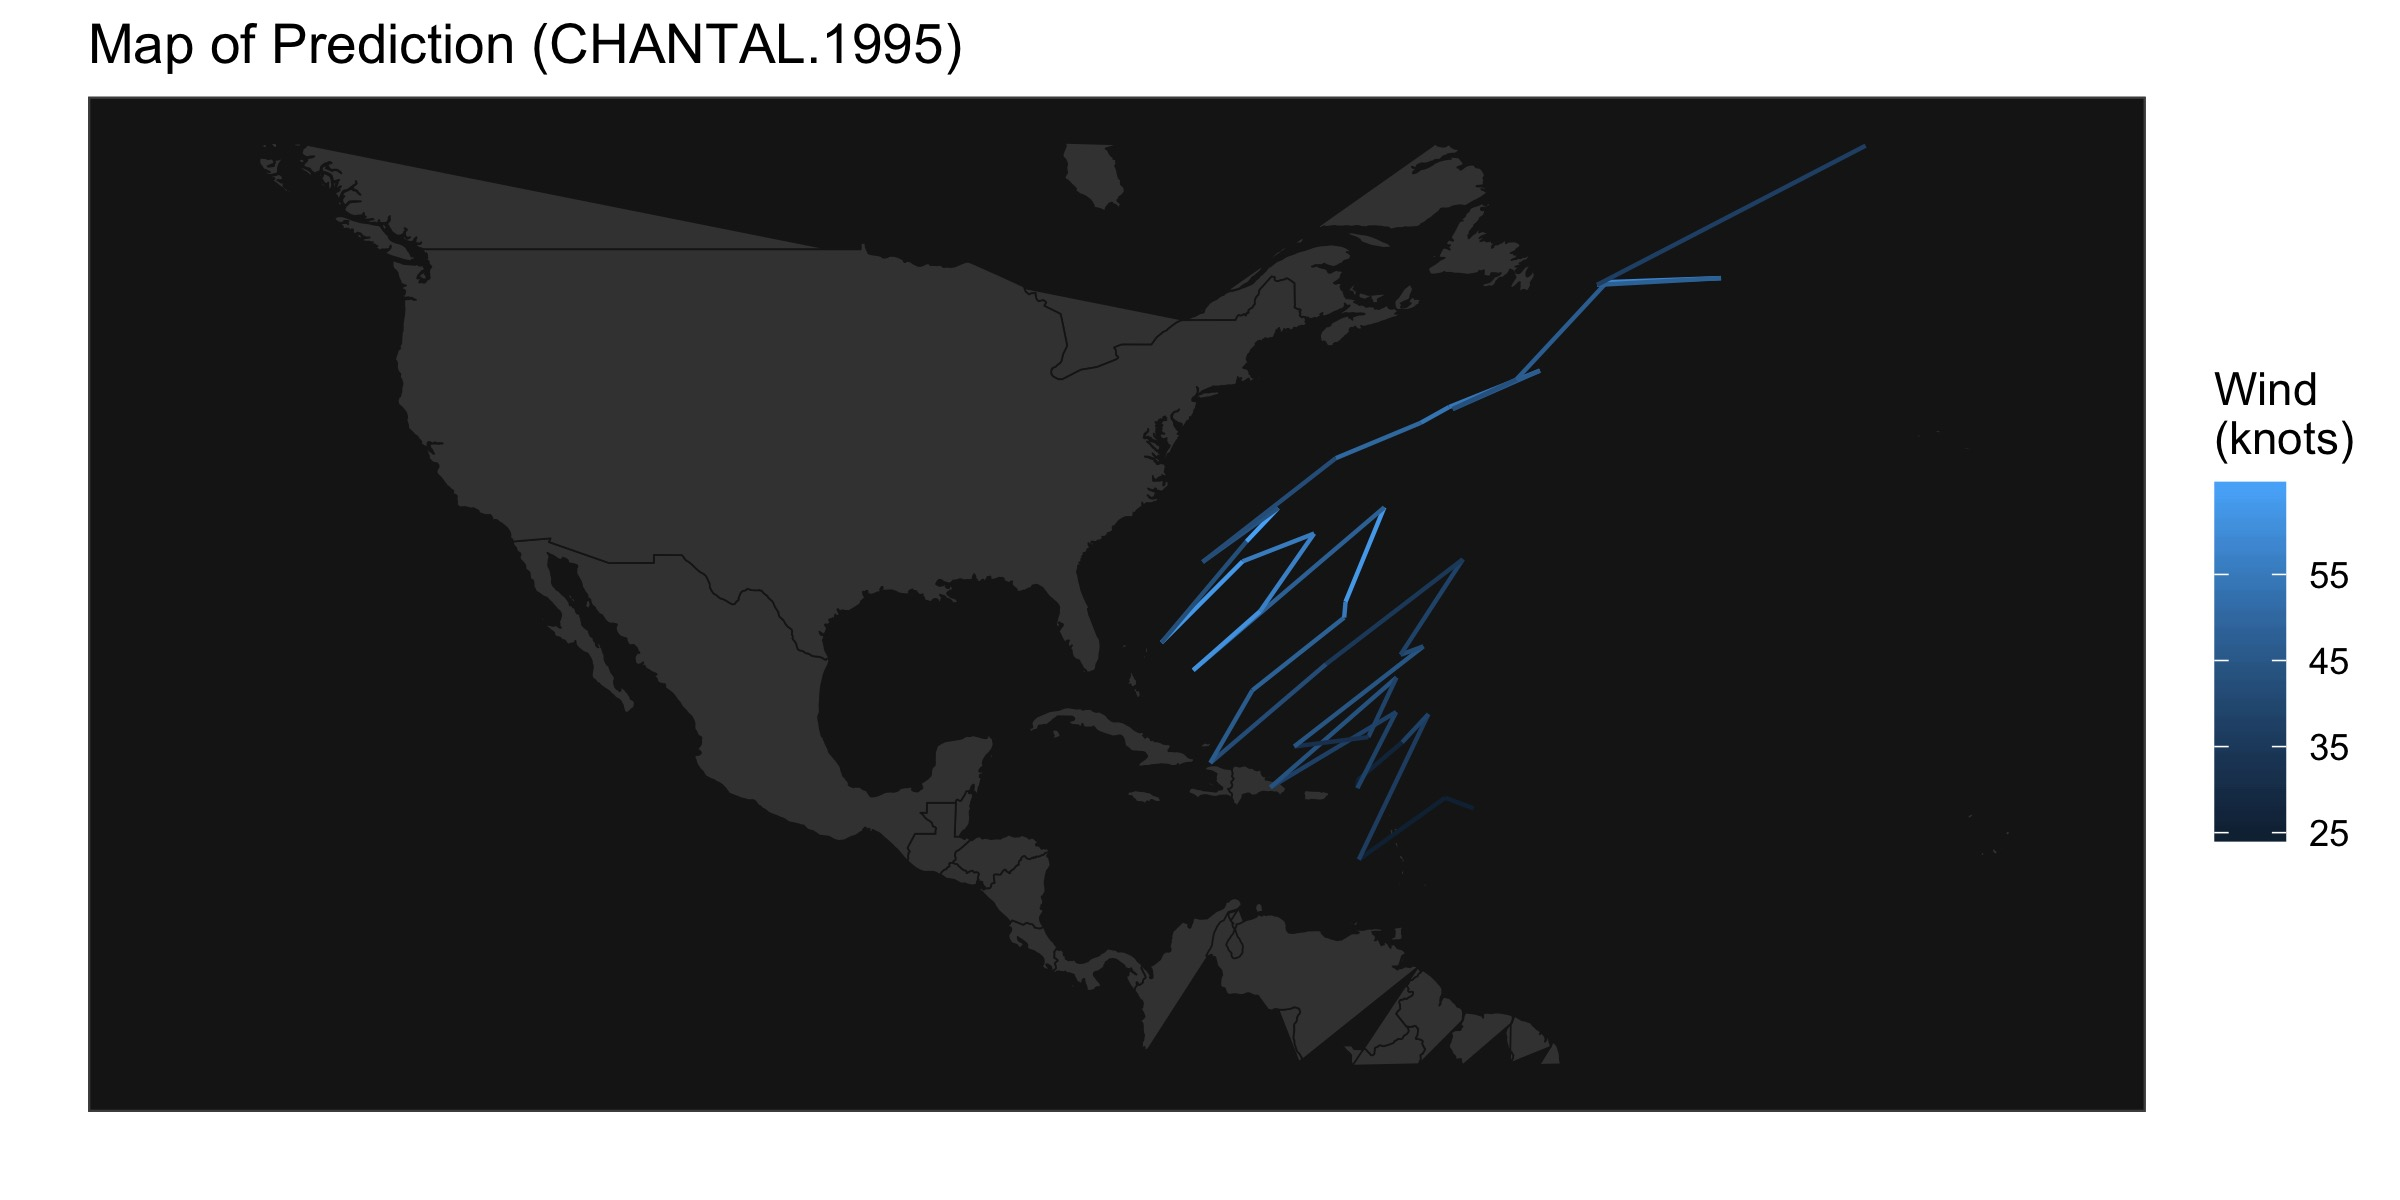 Map of Prediction (CHANTAL.1995)
Wind
(knots)
55
45
35
25